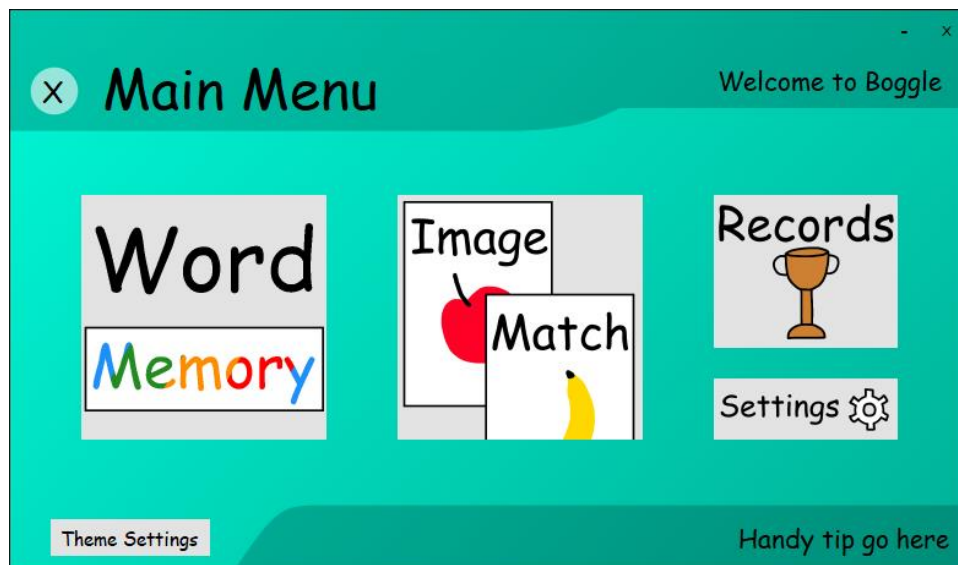 - x
X Main Menu
Welcome to Boggle
Word
Memory
Image
Match
Records
Settings
Theme Settings
Handy tip go here